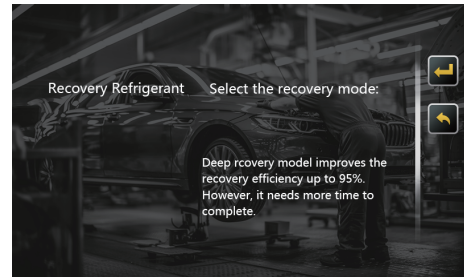 Recovery Refrigerant
Select the recovery mode:
Deep rcovery model improves the
recovery efficiency up to 95%.
However, it needs more time to
complete.